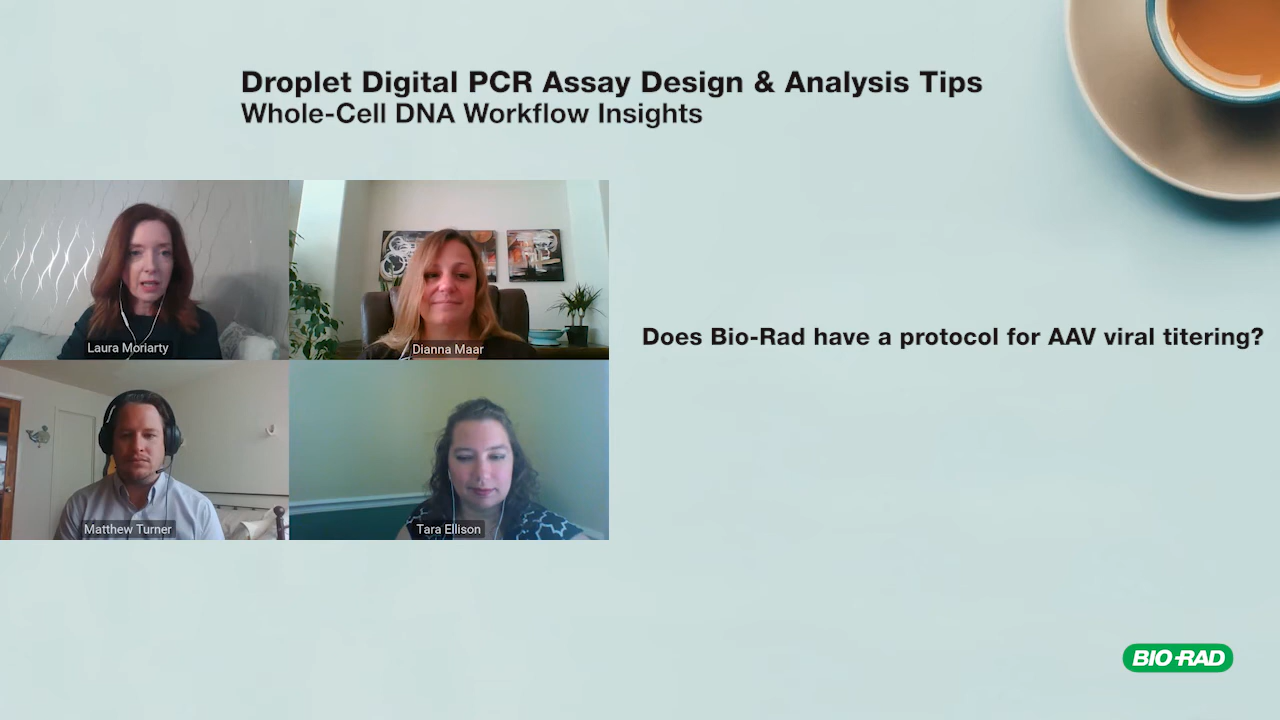 Droplet Digital PCR Assay Design & Analysis Tips
Whole-Cell DNA Workflow Insights
Laura Moriarty
Dianna Maar
Does Bio-Rad have a protocol for AAV viral titering?
Matthew Turner
Tara Ellison
BIO-RAD